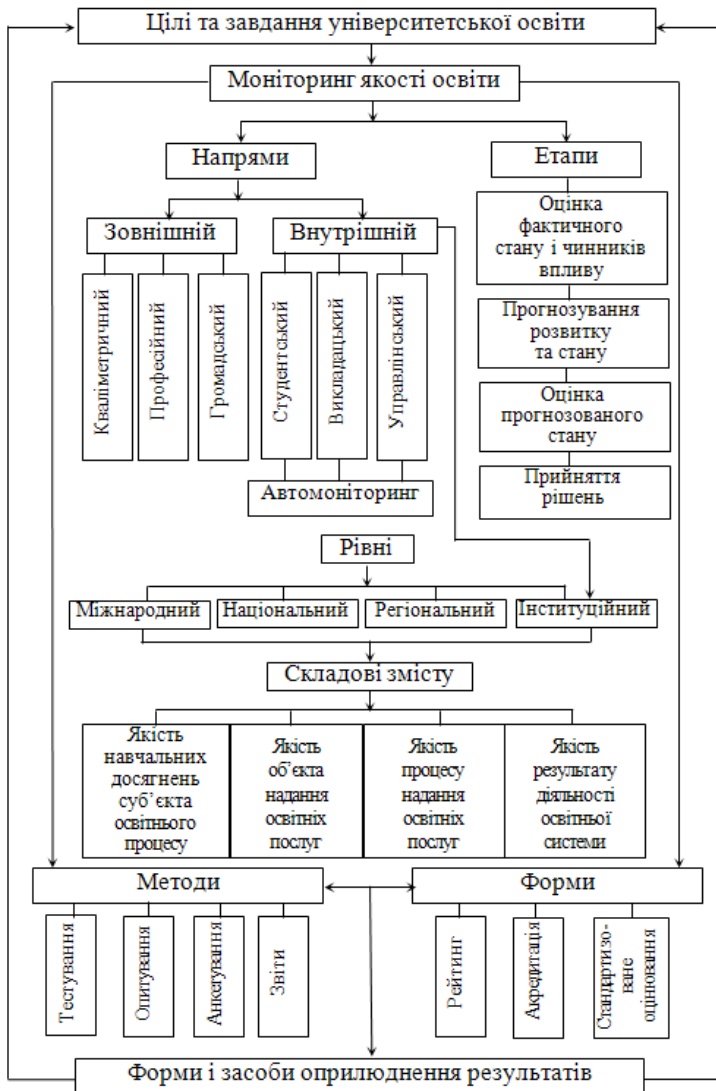 Цілі та завдання університетської освіти
Моніторинг якості освіти
Напрями
Етапи
Зовнішній
Внутрішній
Кваліметричний
Професійний
Громадський
Студентський
Викладацький
Управлінський
Автомоніторинг
Оцінка
фактичного
стану і чинників
впливу
Прогнозування
розвитку
та стану
Оцінка
прогнозованого
стану
Прийняття
рішень
Рівні
Міжнародний
Національний
Регіональний
Інституційний
Складові змісту
Якість
навчальних
досягнень
суб’єкта
освітнього
процесу
Якість
об’єкта
надання
освітніх
послуг
Якість
процесу
надання
освітніх
послуг
Якість
результату
діяльності
освітньої
системи
Методи
Форми
Тестування
Опитування
Анкетування
Звіти
Рейтинг
Акредитація
Стандартизо-
ване
оцінювання
Форми і засоби оприлюднення результатів